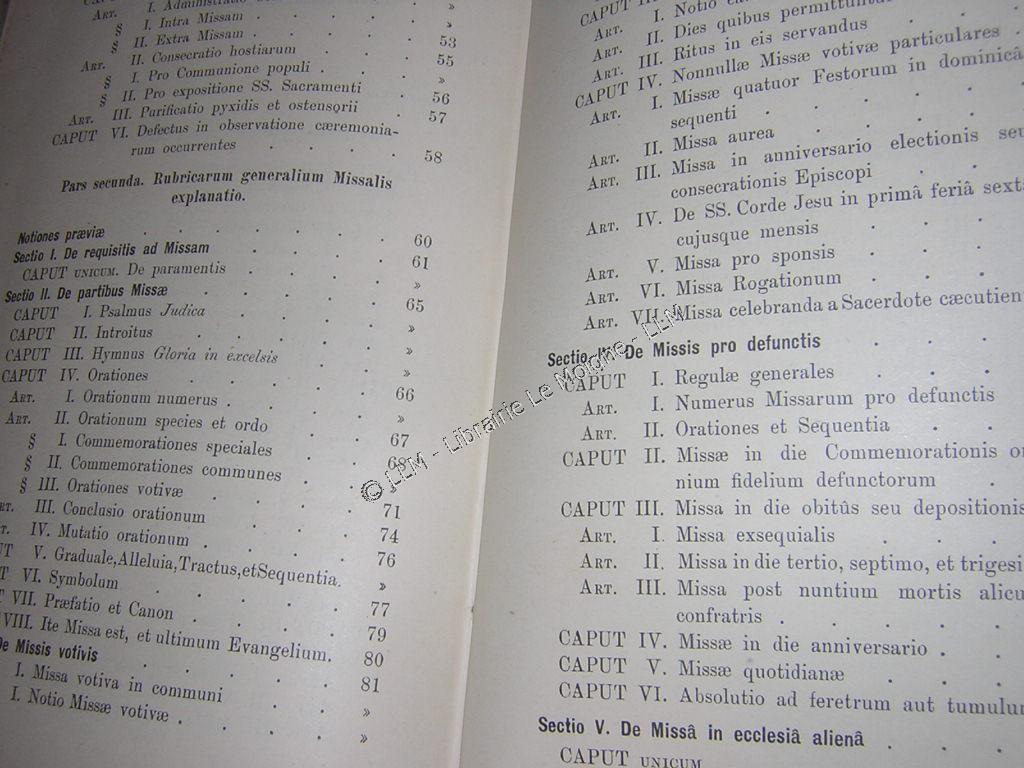 ART. I. Administratio
§ I. Intra Missam . . . . »
§ II. Extra Missam . . . . 53
ART. II. Consecratio hostiarum . . . . 55
§ I. Pro Communione populi . . . »
§ II. Pro expositione SS. Sacramenti . 56
ART. III. Purificatio pyxidis et ostensorii . . 57
CAPUT VI. Defectus in observatione cæremonia-
rum occurrentes . . . . 58
Pars secunda. Rubricarum generalium Missalis
explanatio.
Notiones præviæ . . . . . . . 60
Sectio I. De requisitis ad Missam . . . . 61
CAPUT UNICUM. De paramentis . . . . »
Sectio II. De partibus Missæ . . . . . 65
CAPUT I. Psalmus Judica . . . . »
CAPUT II. Introitus . . . . . »
CAPUT III. Hymnus Gloria in excelsis . . . »
CAPUT IV. Orationes . . . . . 66
ART. I. Orationum numerus . . . . »
ART. II. Orationum species et ordo . . 67
§ I. Commemorationes speciales . . 68
§ II. Commemorationes communes . . »
§ III. Orationes votivæ . . . . 71
RT. III. Conclusio orationum . . . 74
T. IV. Mutatio orationum . . . . 76
UT V. Graduale, Alleluia, Tractus, et Sequentia. »
T VI. Symbolum . . . . . 77
T VII. Præfatio et Canon . . . . 79
VIII. Ite Missa est, et ultimum Evangelium. 80
De Missis votivis . . . . . 81
I. Missa votiva in communi . . . »
I. Notio Missæ votivæ . . . . »
CAPUT
ART. I. Notio
ART. II. Dies quibus permittuntur
ART. III. Ritus in eis servandus
CAPUT IV. Nonnullæ Missæ votivæ particulares .
ART. I. Missæ quatuor Festorum in dominicâ
sequenti . . . .
ART. II. Missa aurea . . . .
ART. III. Missa in anniversario electionis seu
consecrationis Episcopi . .
ART. IV. De SS. Corde Jesu in primâ feriâ sextâ
cujusque mensis . . .
ART. V. Missa pro sponsis . . .
ART. VI. Missa Rogationum . . .
ART. VII. Missa celebranda a Sacerdote cæcutien
Sectio IV. De Missis pro defunctis . . .
CAPUT I. Regulæ generales . . .
ART. I. Numerus Missarum pro defunctis .
ART. II. Orationes et Sequentia . .
CAPUT II. Missæ in die Commemorationis om
nium fidelium defunctorum .
CAPUT III. Missa in die obitûs seu depositionis
ART. I. Missa exsequialis . . .
ART. II. Missa in die tertio, septimo, et trigesi
ART. III. Missa post nuntium mortis alicu
confratris . . . . .
CAPUT IV. Missæ in die anniversario . .
CAPUT V. Missæ quotidianæ . . .
CAPUT VI. Absolutio ad feretrum aut tumulum
Sectio V. De Missâ in ecclesiâ alienâ . . .
CAPUT UNICUM
© LLM - Librairie Le Moigne - LLM